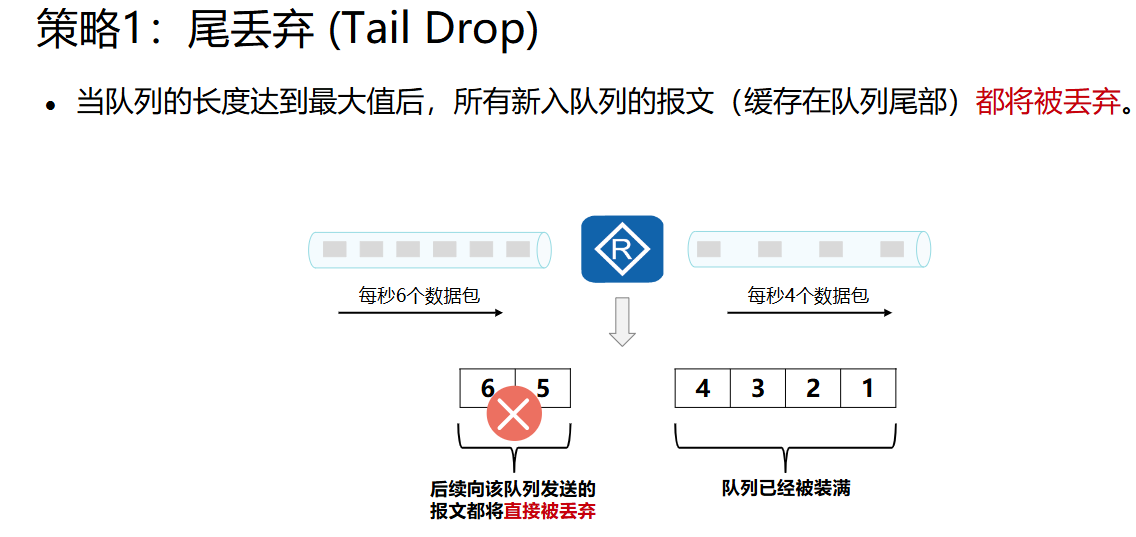 策略1：尾丢弃 (Tail Drop)
• 当队列的长度达到最大值后，所有新入队列的报文（缓存在队列尾部）都将被丢弃。
R
每秒6个数据包
每秒4个数据包
6 5
4 3 2 1
后续向该队列发送的
报文都将直接被丢弃
队列已经被装满